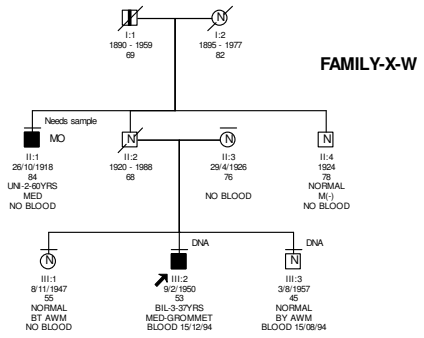 I:1
1890 - 1959
69
I:2
1895 - 1977
82
FAMILY-X-W
Needs sample
MO
II:1
26/10/1918
84
UNI-2-60YRS
MED
NO BLOOD
N
II:2
1920 - 1988
68
N
II:3
29/4/1926
76
NO BLOOD
N
II:4
1924
78
NORMAL
M(-)
NO BLOOD
N
III:1
8/11/1947
55
NORMAL
BT AWM
NO BLOOD
DNA
III:2
9/2/1950
53
BIL-3-37YRS
MED-GROMMET
BLOOD 15/12/94
DNA
N
III:3
3/8/1957
45
NORMAL
BY AWM
BLOOD 15/08/94